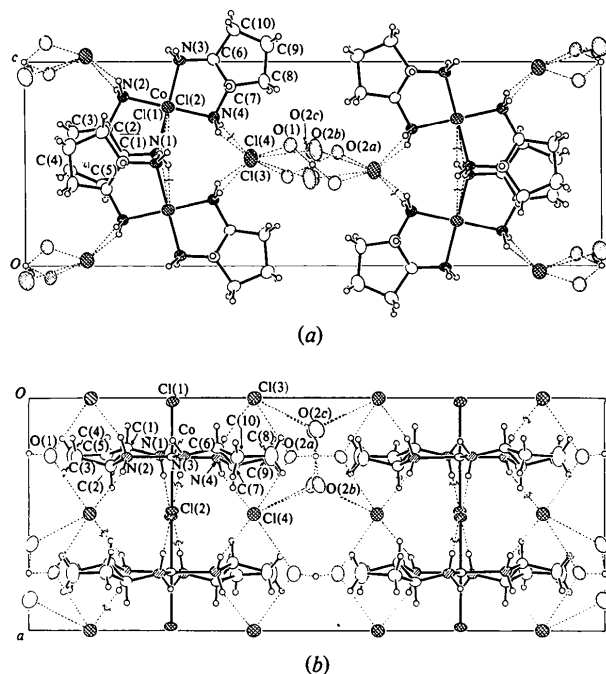 C(10)
c
N(3)
C(6)
C(9)
N(2)
Co
C(8)
O(2c)
Cl(1)
Cl(2)
C(7)
O(1)
O(2b)
C(3)
N(4)
O(2a)
C(2)
Cl(4)
C(1)
N(1)
C(4)
C(5)
Cl(3)
O
(a)
O
Cl(1)
Cl(3)
C(10)
O(2c)
C(1)
Co
C(8)
O(1)
C(4)
N(1)
C(6)
O(2a)
C(5)
C(3)
N(2)
N(3)
C(9)
N(4)
C(7)
C(2)
O(2b)
Cl(2)
Cl(4)
a
(b)